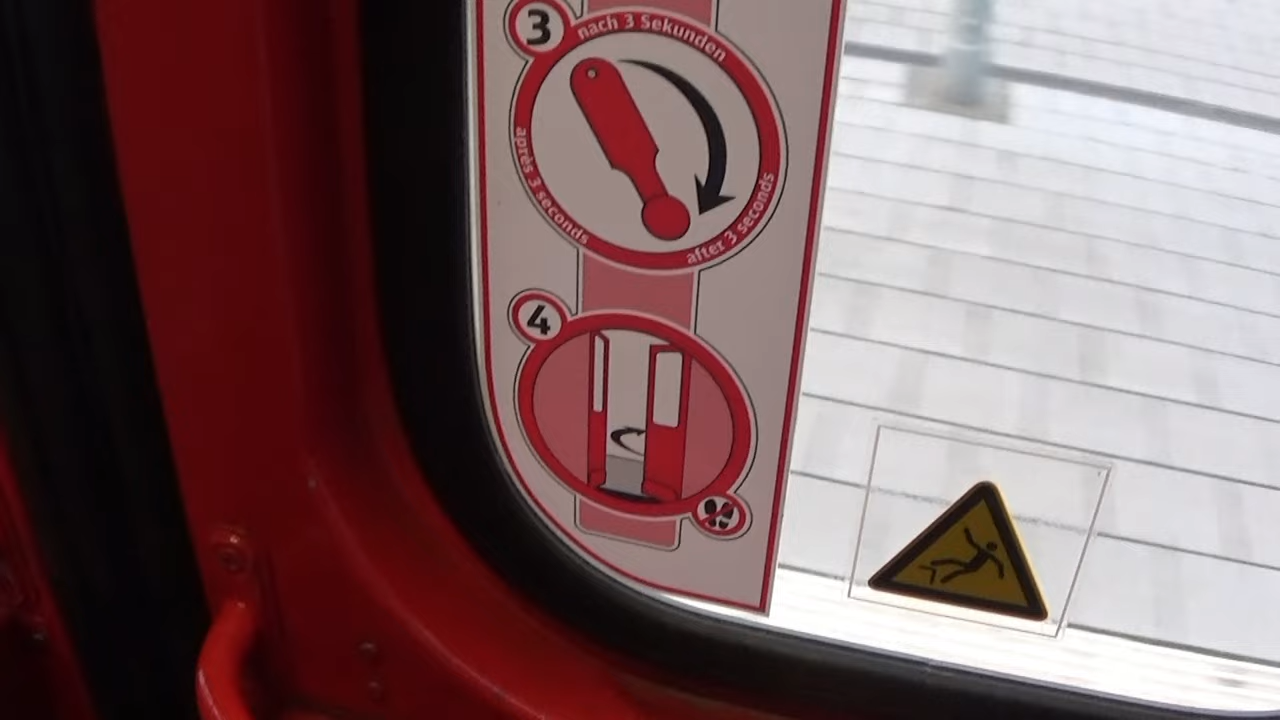 3
nach 3 Sekunden
après 3 seconds
after 3 seconds
4